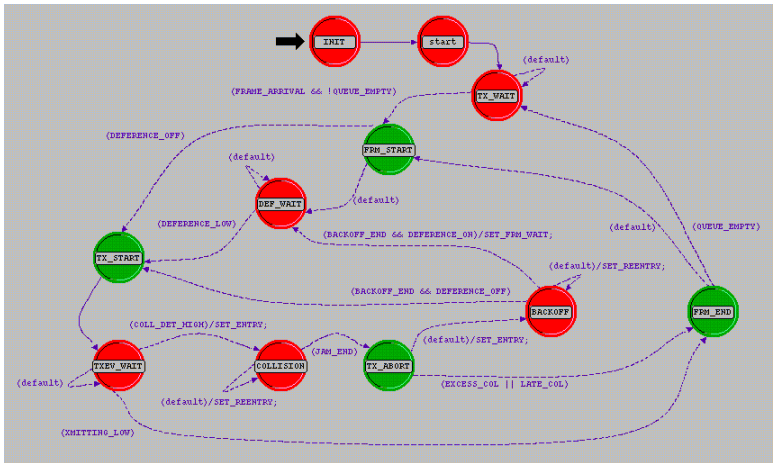 INIT
start
(default)
TX_WAIT
(FRAME_ARRIVAL && !QUEUE_EMPTY)
(DEFERENCE_OFF)
FRM_START
(default)
DEF_WAIT
(default)
(DEFERENCE_LOW)
(default)
(QUEUE_EMPTY)
(BACKOFF_END && DEFERENCE_ON)/SET_FRM_WAIT;
TX_START
(default)/SET_REENTRY;
(BACKOFF_END && DEFERENCE_OFF)
BACKOFF
FRM_END
(COLL_DET_HIGH)/SET_ENTRY;
(default)/SET_ENTRY;
(JAM_END)
TXEV_WAIT
COLLISION
TX_ABORT
(default)
(EXCESS_COL || LATE_COL)
(default)/SET_REENTRY;
(XMITTING_LOW)